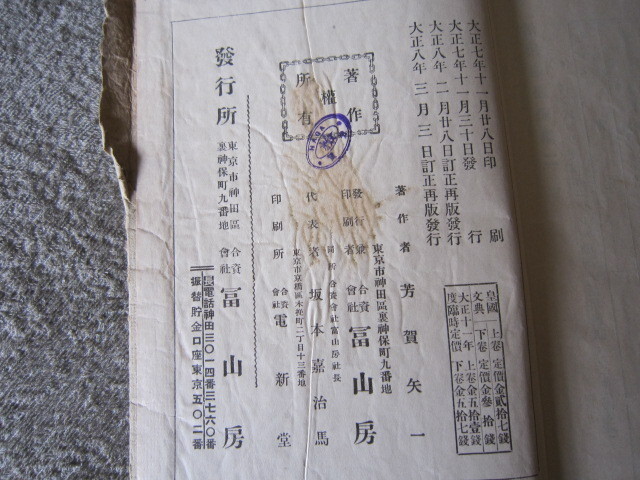 大正七年十一月廿八日印刷
大正七年十一月三十日發行
大正八年二月廿八日訂正再版發行
大正八年三月三日訂正再版發行
皇國文典
上卷 定價金貳拾七錢
下卷 定價金參拾錢
大正十一年度臨時定價
上卷金五拾壹錢
下卷金五拾七錢
著作權所有
著作者 芳賀矢一
東京市神田區裏神保町九番地
發行兼印刷者 合資會社 冨山房
同所合資會社冨山房社長
代表者 坂本嘉治馬
東京市京橋區木挽町二丁目十三番地
印刷所 合資會社 電新堂
發行所
東京市神田區裏神保町九番地
合資會社 冨山房
電話神田三〇一四番三七六〇番
振替貯金口座東京五〇二番